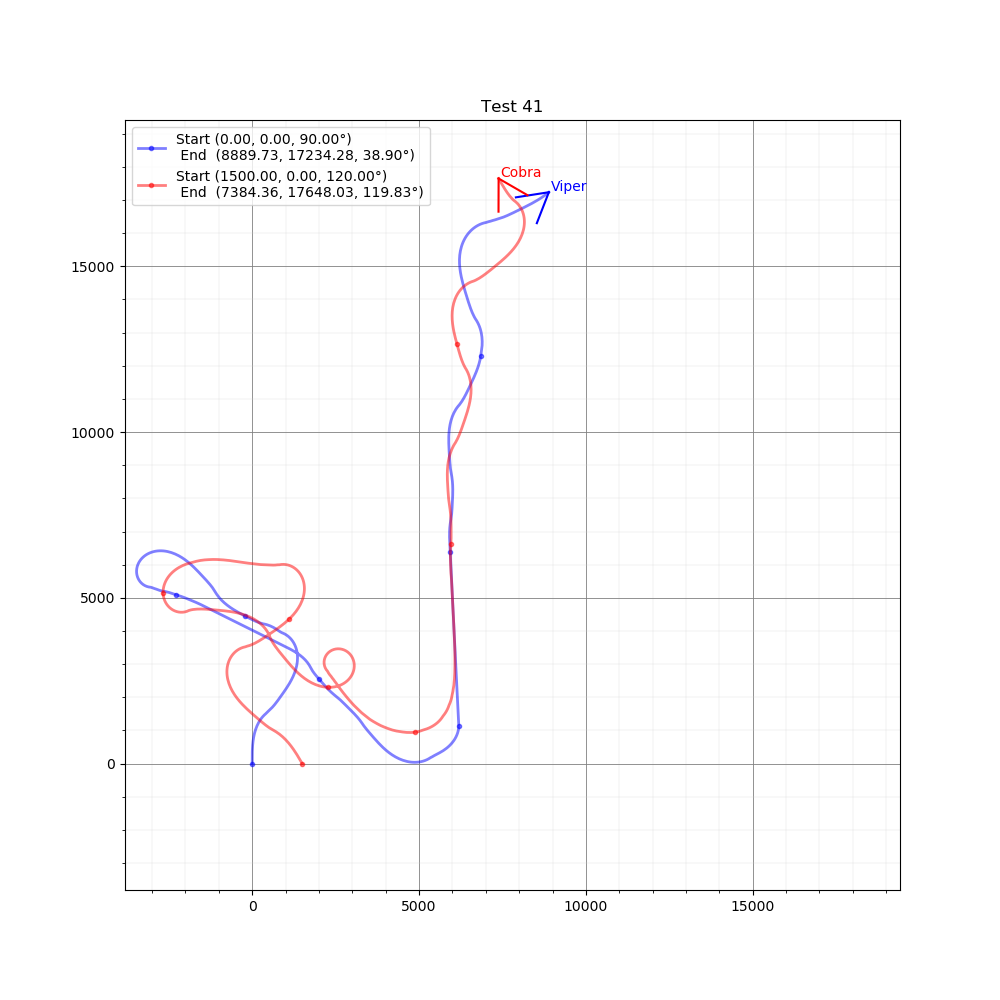 Test 41
Start (0.00, 0.00, 90.00°)
End  (8889.73, 17234.28, 38.90°)
Start (1500.00, 0.00, 120.00°)
End  (7384.36, 17648.03, 119.83°)
Cobra
Viper
15000
10000
5000
0
0
5000
10000
15000